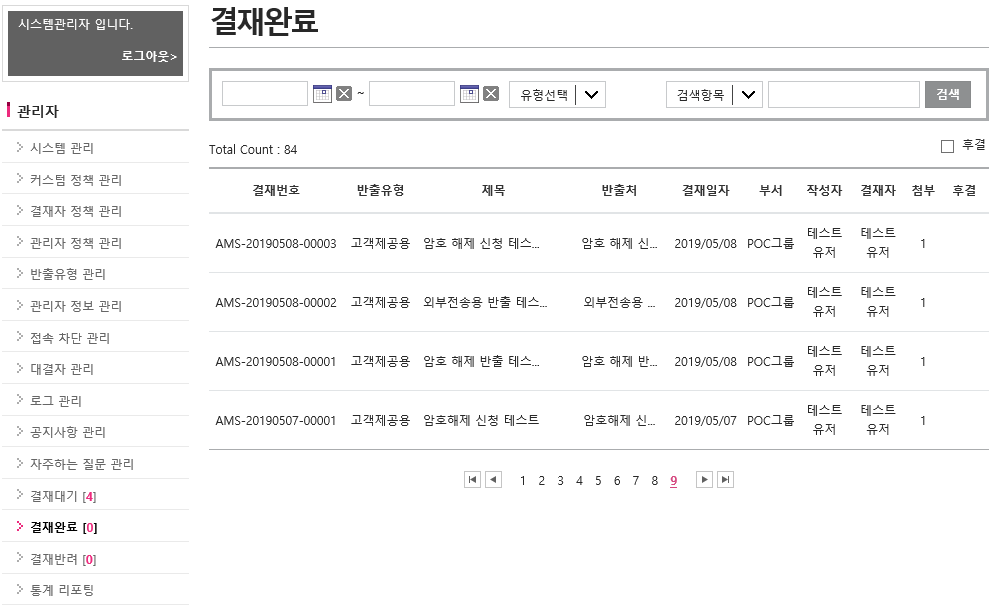 시스템관리자 입니다.
로그아웃>
관리자
시스템 관리
커스텀 정책 관리
결재자 정책 관리
관리자 정책 관리
반출유형 관리
관리자 정보 관리
접속 차단 관리
대결자 관리
로그 관리
공지사항 관리
자주하는 질문 관리
결재대기 [4]
결재완료 [0]
결재반려 [0]
통계 리포팅
결재완료
~ 유형선택 검색항목 검색
Total Count : 84 후결
결재번호 반출유형 제목 반출처 결재일자 부서 작성자 결재자 첨부 후결
AMS-20190508-00003 고객제공용 암호 해제 신청 테스... 암호 해제 신... 2019/05/08 POC그룹 테스트 유저 테스트 유저 1
AMS-20190508-00002 고객제공용 외부전송용 반출 테스... 외부전송용 ... 2019/05/08 POC그룹 테스트 유저 테스트 유저 1
AMS-20190508-00001 고객제공용 암호 해제 반출 테스... 암호 해제 반... 2019/05/08 POC그룹 테스트 유저 테스트 유저 1
AMS-20190507-00001 고객제공용 암호해제 신청 테스트 암호해제 신... 2019/05/07 POC그룹 테스트 유저 테스트 유저 1
1 2 3 4 5 6 7 8 9